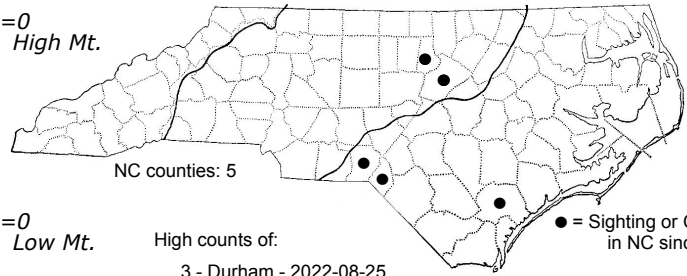 =0
High Mt.
NC counties: 5
=0
Low Mt.
High counts of:
● = Sighting or
in NC
3 - Durham - 2022-08-25